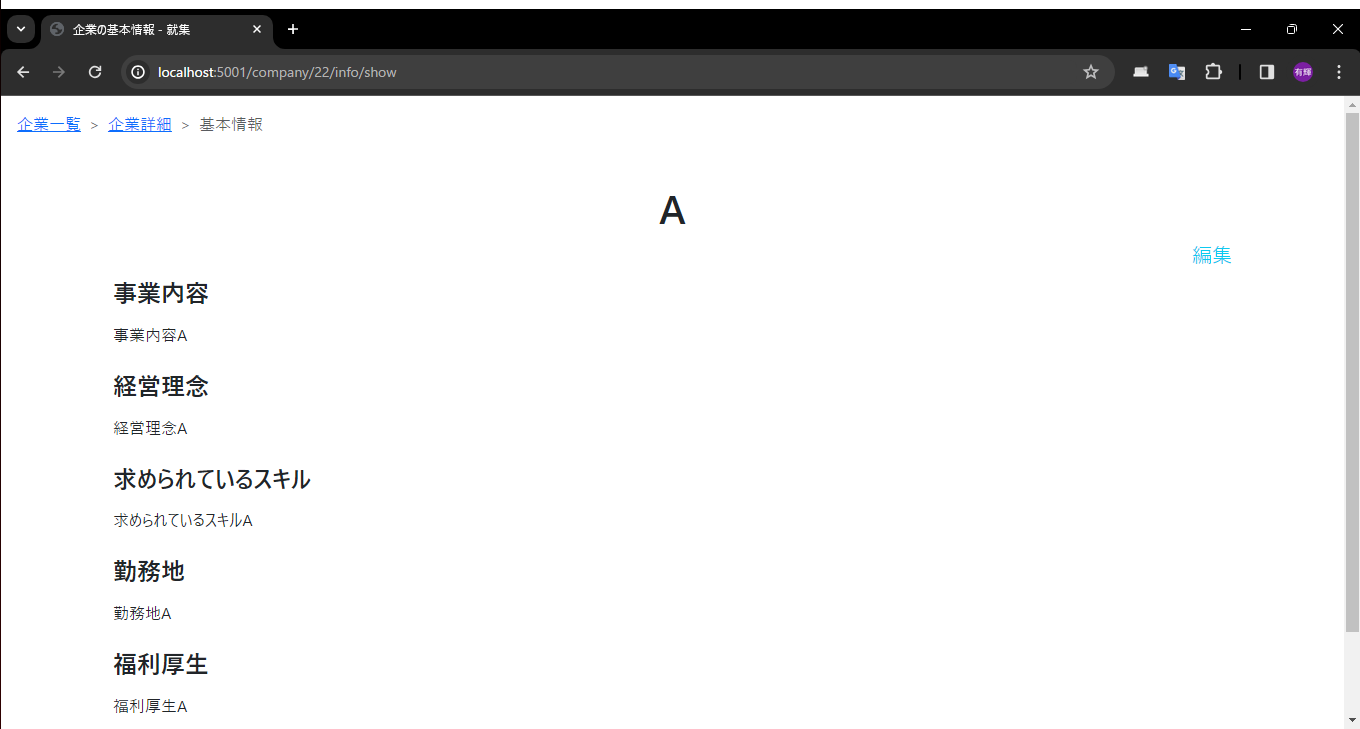 企業の基本情報 - 就集
localhost:5001/company/22/info/show
有輝
企業一覧 > 企業詳細 > 基本情報
A
編集
事業内容
事業内容A
経営理念
経営理念A
求められているスキル
求められているスキルA
勤務地
勤務地A
福利厚生
福利厚生A